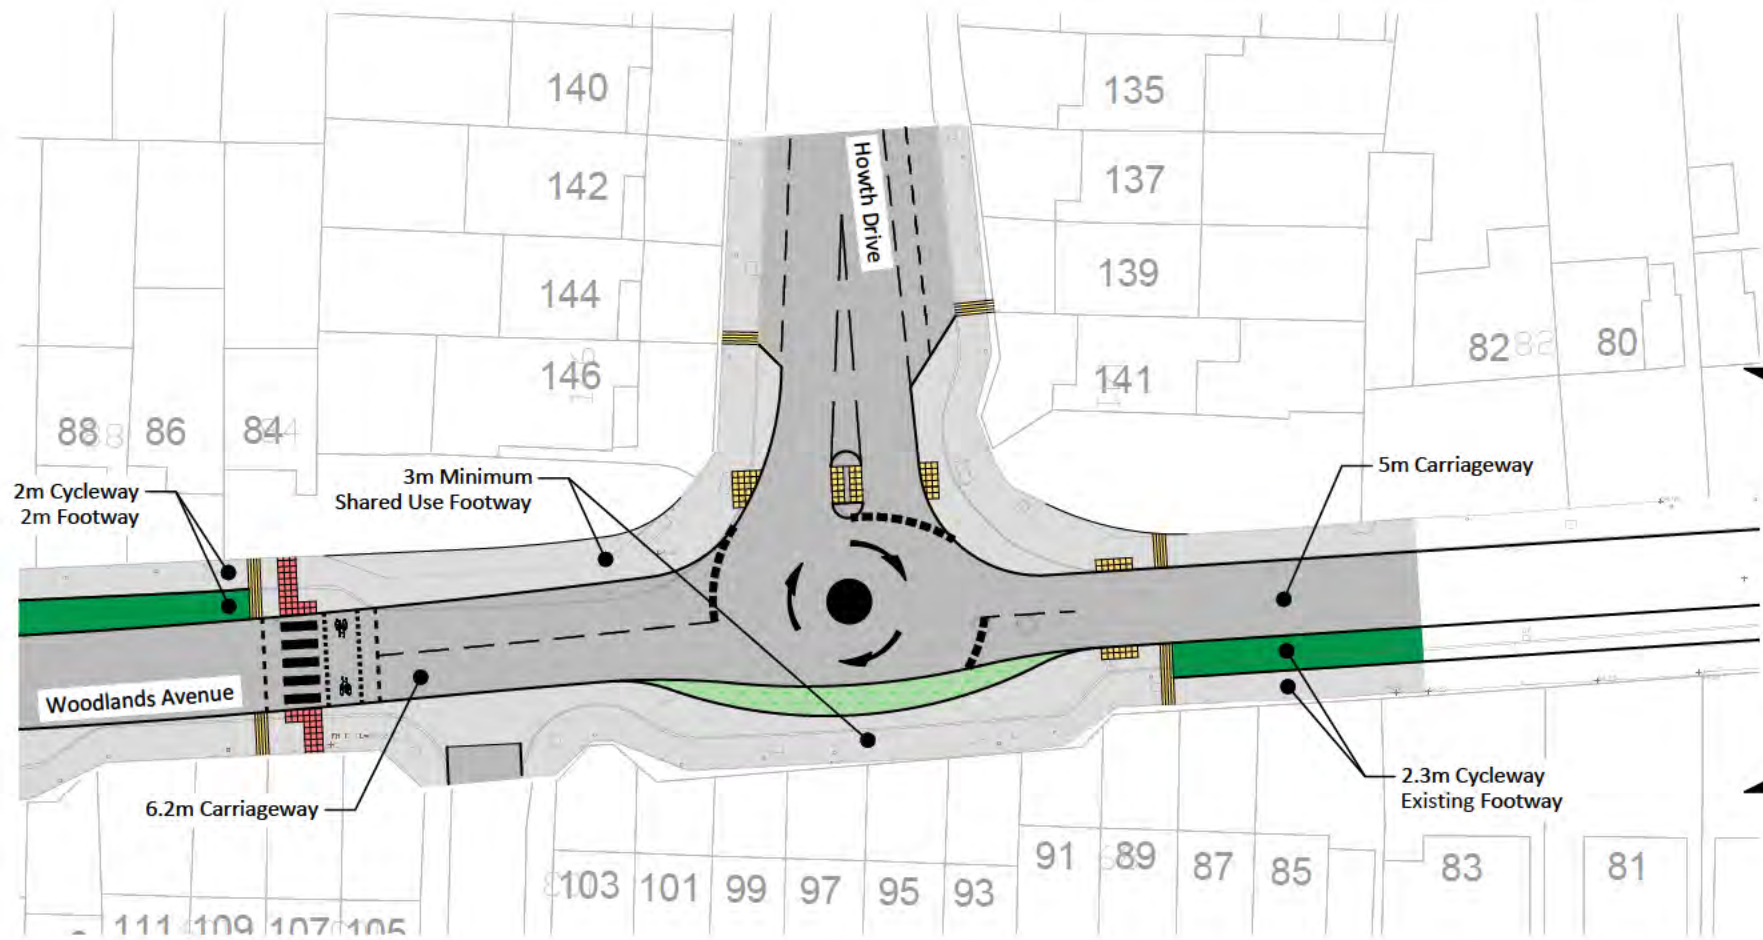 140
135
142
137
Howth Drive
144
139
146
141
82
80
88
86
84
3m Minimum
Shared Use Footway
5m Carriageway
2m Cycleway
2m Footway
Woodlands Avenue
6.2m Carriageway
2.3m Cycleway
Existing Footway
103
101
99
97
95
93
91
89
87
85
83
81
111
109
107
105